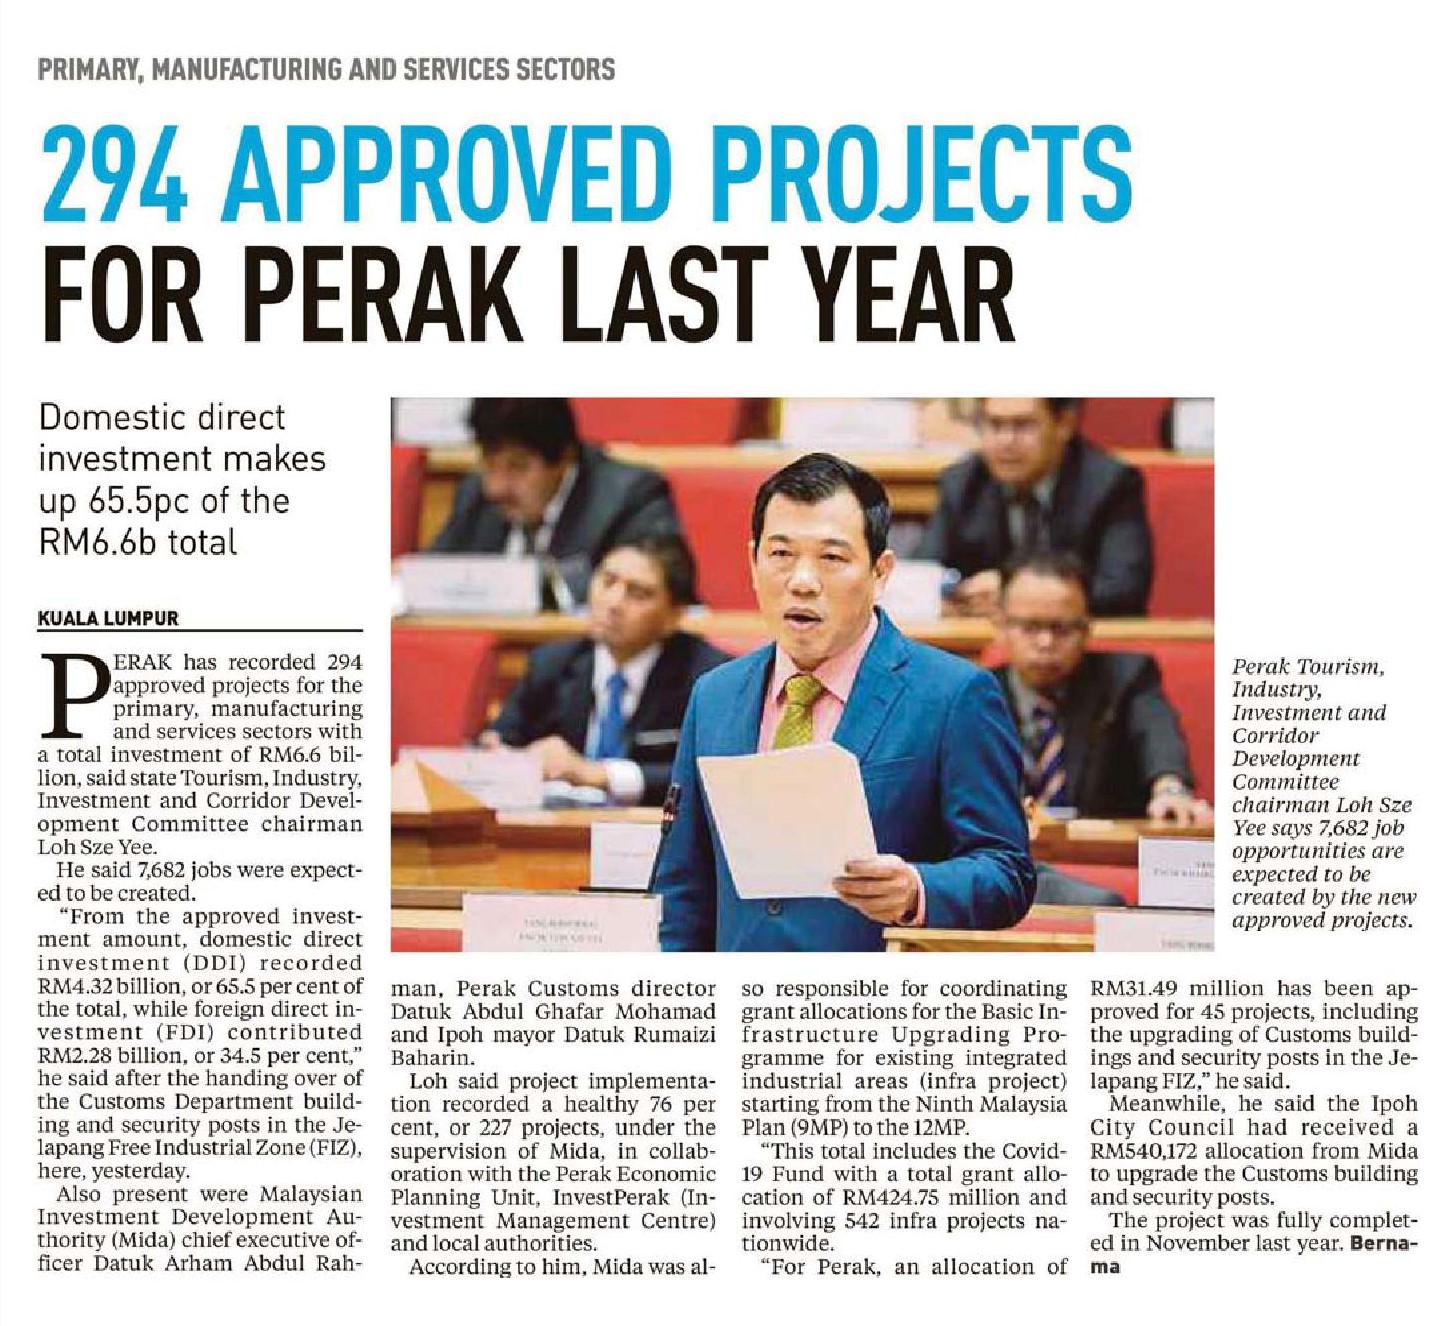 PRIMARY, MANUFACTURING AND SERVICES SECTORS
294 APPROVED PROJECTS
FOR PERAK LAST YEAR
Domestic direct
investment makes
up 65.5pc of the
RM6.6b total
KUALA LUMPUR
PERAK has recorded 294
approved projects for the
primary, manufacturing
and services sectors with
a total investment of RM6.6 bil-
lion, said state Tourism, Industry,
Investment and Corridor Devel-
opment Committee chairman
Loh Sze Yee.
He said 7,682 jobs were expect-
ed to be created.
“From the approved invest-
ment amount, domestic direct
investment (DDI) recorded
RM4.32 billion, or 65.5 per cent of
the total, while foreign direct in-
vestment (FDI) contributed
RM2.28 billion, or 34.5 per cent,”
he said after the handing over of
the Customs Department build-
ing and security posts in the Je-
lapang Free Industrial Zone (FIZ),
here, yesterday.
Also present were Malaysian
Investment Development Au-
thority (Mida) chief executive of-
ficer Datuk Arham Abdul Rah-
man, Perak Customs director
Datuk Abdul Ghafar Mohamad
and Ipoh mayor Datuk Rumaizi
Baharin.
Loh said project implementa-
tion recorded a healthy 76 per
cent, or 227 projects, under the
supervision of Mida, in collab-
oration with the Perak Economic
Planning Unit, InvestPerak (In-
vestment Management Centre)
and local authorities.
According to him, Mida was al-
so responsible for coordinating
grant allocations for the Basic In-
frastructure Upgrading Pro-
gramme for existing integrated
industrial areas (infra project)
starting from the Ninth Malaysia
Plan (9MP) to the 12MP.
“This total includes the Covid-
19 Fund with a total grant allo-
cation of RM424.75 million and
involving 542 infra projects na-
tionwide.
“For Perak, an allocation of
RM31.49 million has been ap-
proved for 45 projects, including
the upgrading of Customs build-
ings and security posts in the Je-
lapang FIZ,” he said.
Meanwhile, he said the Ipoh
City Council had received a
RM540,172 allocation from Mida
to upgrade the Customs building
and security posts.
The project was fully complet-
ed in November last year. Berna-
ma
Perak Tourism,
Industry,
Investment and
Corridor
Development
Committee
chairman Loh Sze
Yee says 7,682 job
opportunities are
expected to be
created by the new
approved projects.